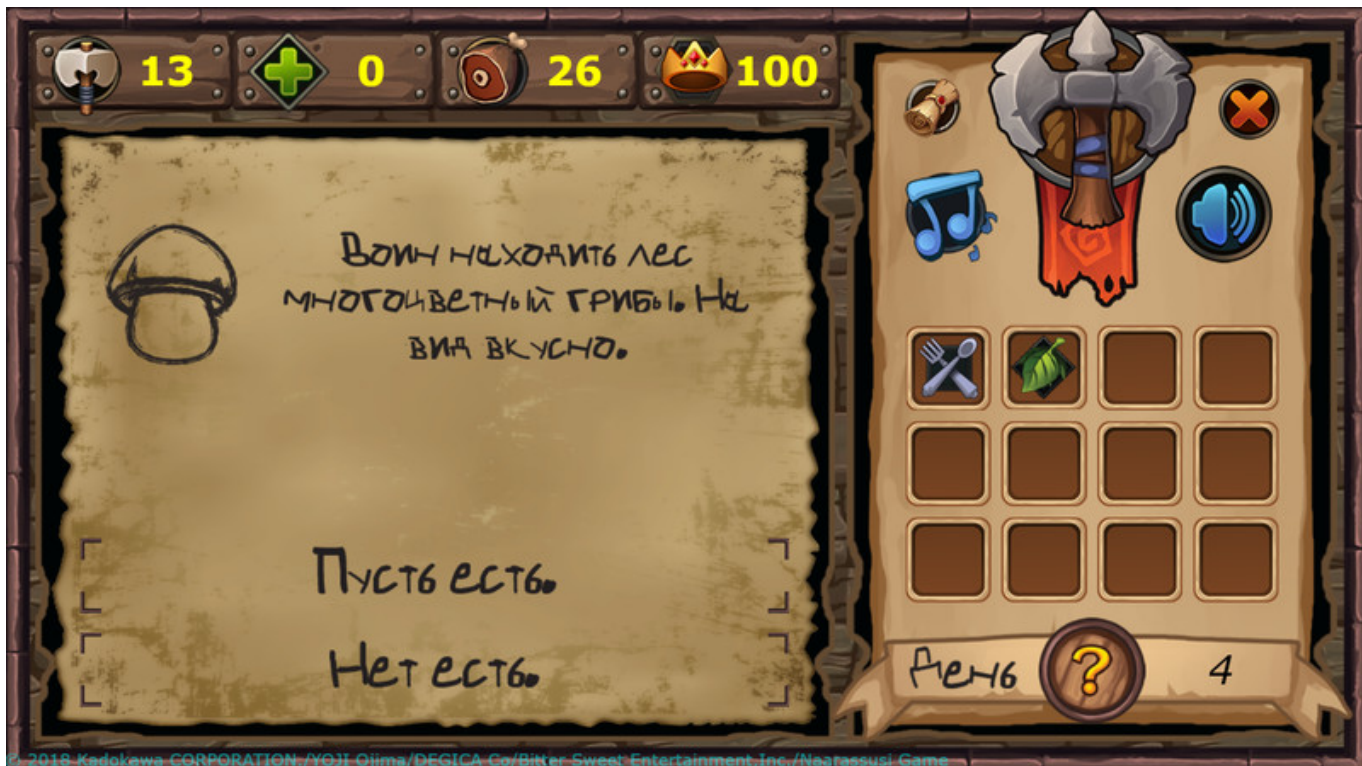 13 0 26 100
Воин находить лес
многоцветный грибы. На
вид вкусно.
Пусть есть.
Нет есть.
День ? 4
© 2018 Kadokawa CORPORATION./YOJI Ojima/DEGICA Co/Bitter Sweet Entertainment Inc./Naarassusi Game